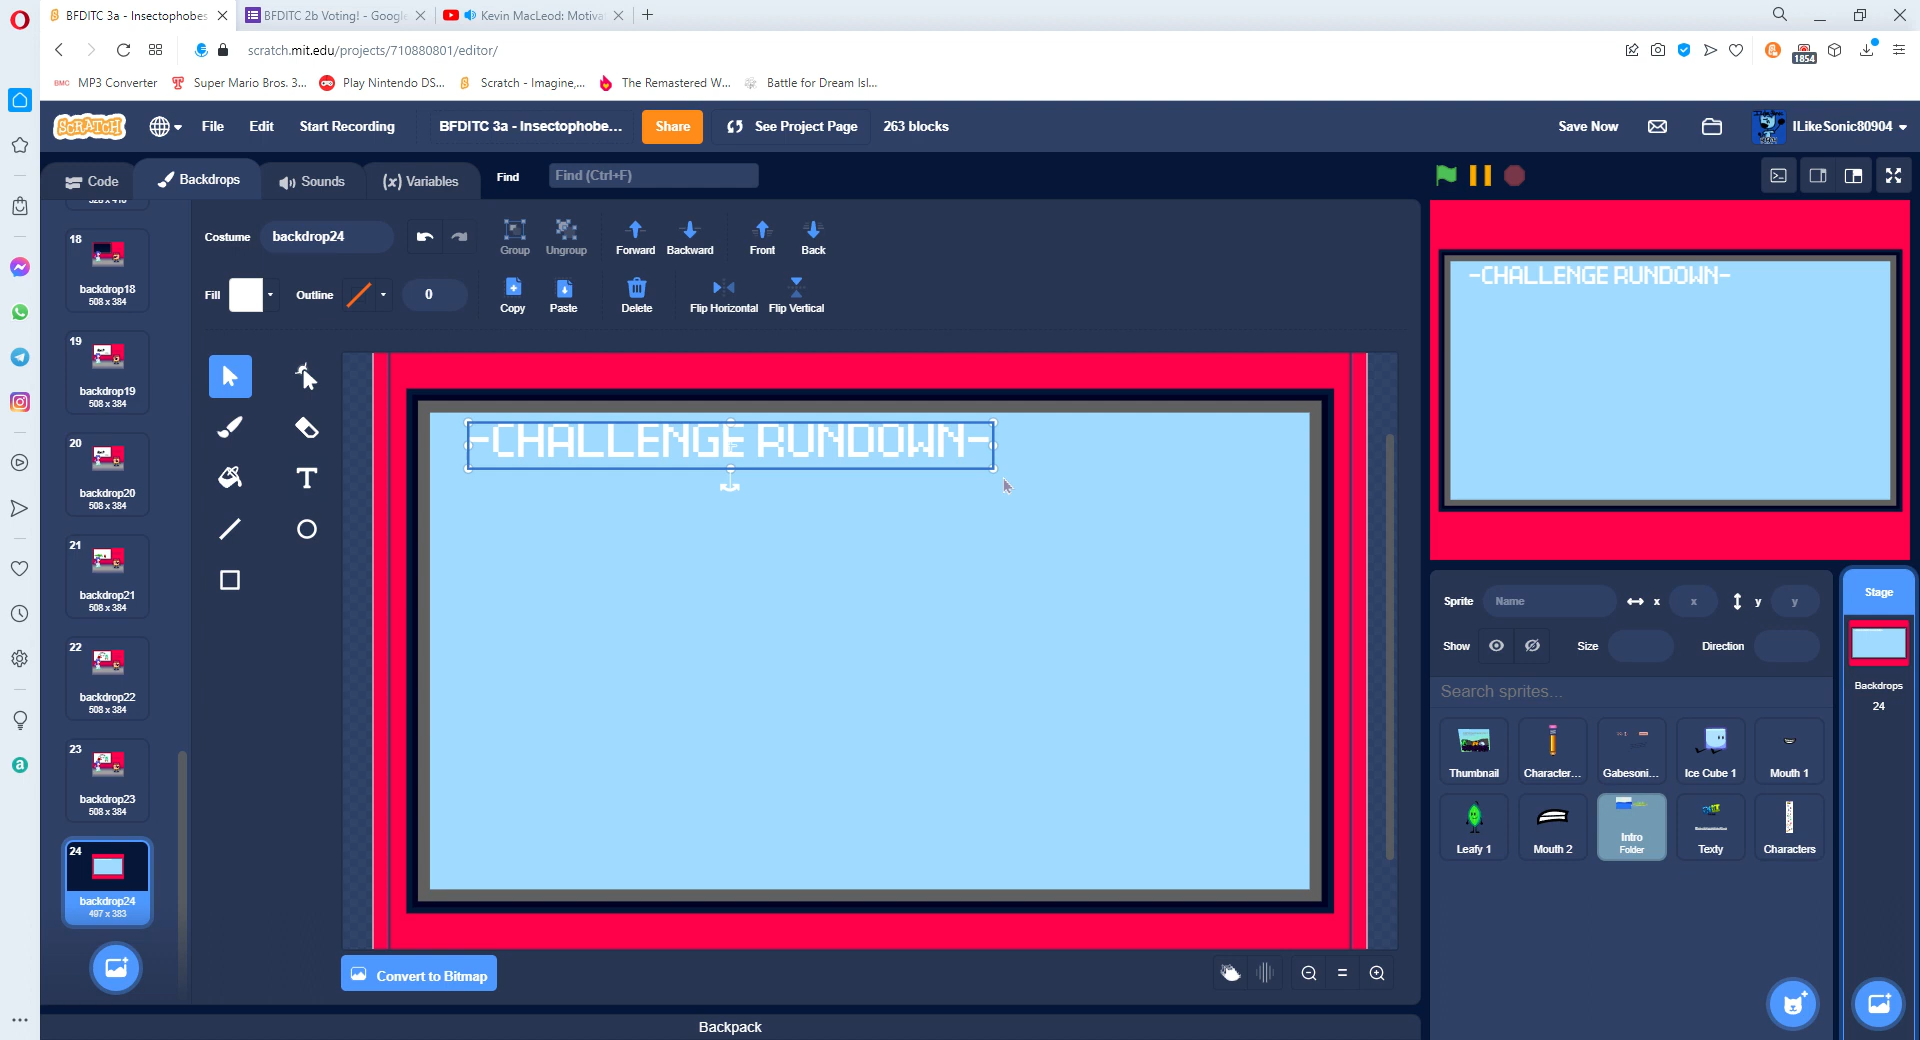 BFDITC 3a - Insectophobes
BFDITC 2b Voting! - Google
Kevin MacLeod: Motiva
scratch.mit.edu/projects/710880801/editor/
1854
BMC MP3 Converter
Super Mario Bros. 3...
Play Nintendo DS...
Scratch - Imagine,...
The Remastered W...
Battle for Dream Isl...
SCRATCH
File
Edit
Start Recording
BFDITC 3a - Insectophobe...
Share
See Project Page
263 blocks
Save Now
ILikeSonic80904
Code
Backdrops
Sounds
(x) Variables
Find
Find (Ctrl+F)
Costume
backdrop24
Group
Ungroup
Forward
Backward
Front
Back
Fill
Outline
0
Copy
Paste
Delete
Flip Horizontal
Flip Vertical
18
backdrop18
508 x 384
19
backdrop19
508 x 384
20
backdrop20
508 x 384
21
backdrop21
508 x 384
22
backdrop22
508 x 384
23
backdrop23
508 x 384
24
backdrop24
497 x 383
T
-CHALLENGE RUNDOWN-
Convert to Bitmap
=
Backpack
-CHALLENGE RUNDOWN-
Sprite
Name
x
x
y
y
Show
Size
Direction
Search sprites...
Thumbnail
Character...
Gabesoni...
Ice Cube 1
Mouth 1
Leafy 1
Mouth 2
Intro
Folder
Texty
Characters
Stage
Backdrops
24
a